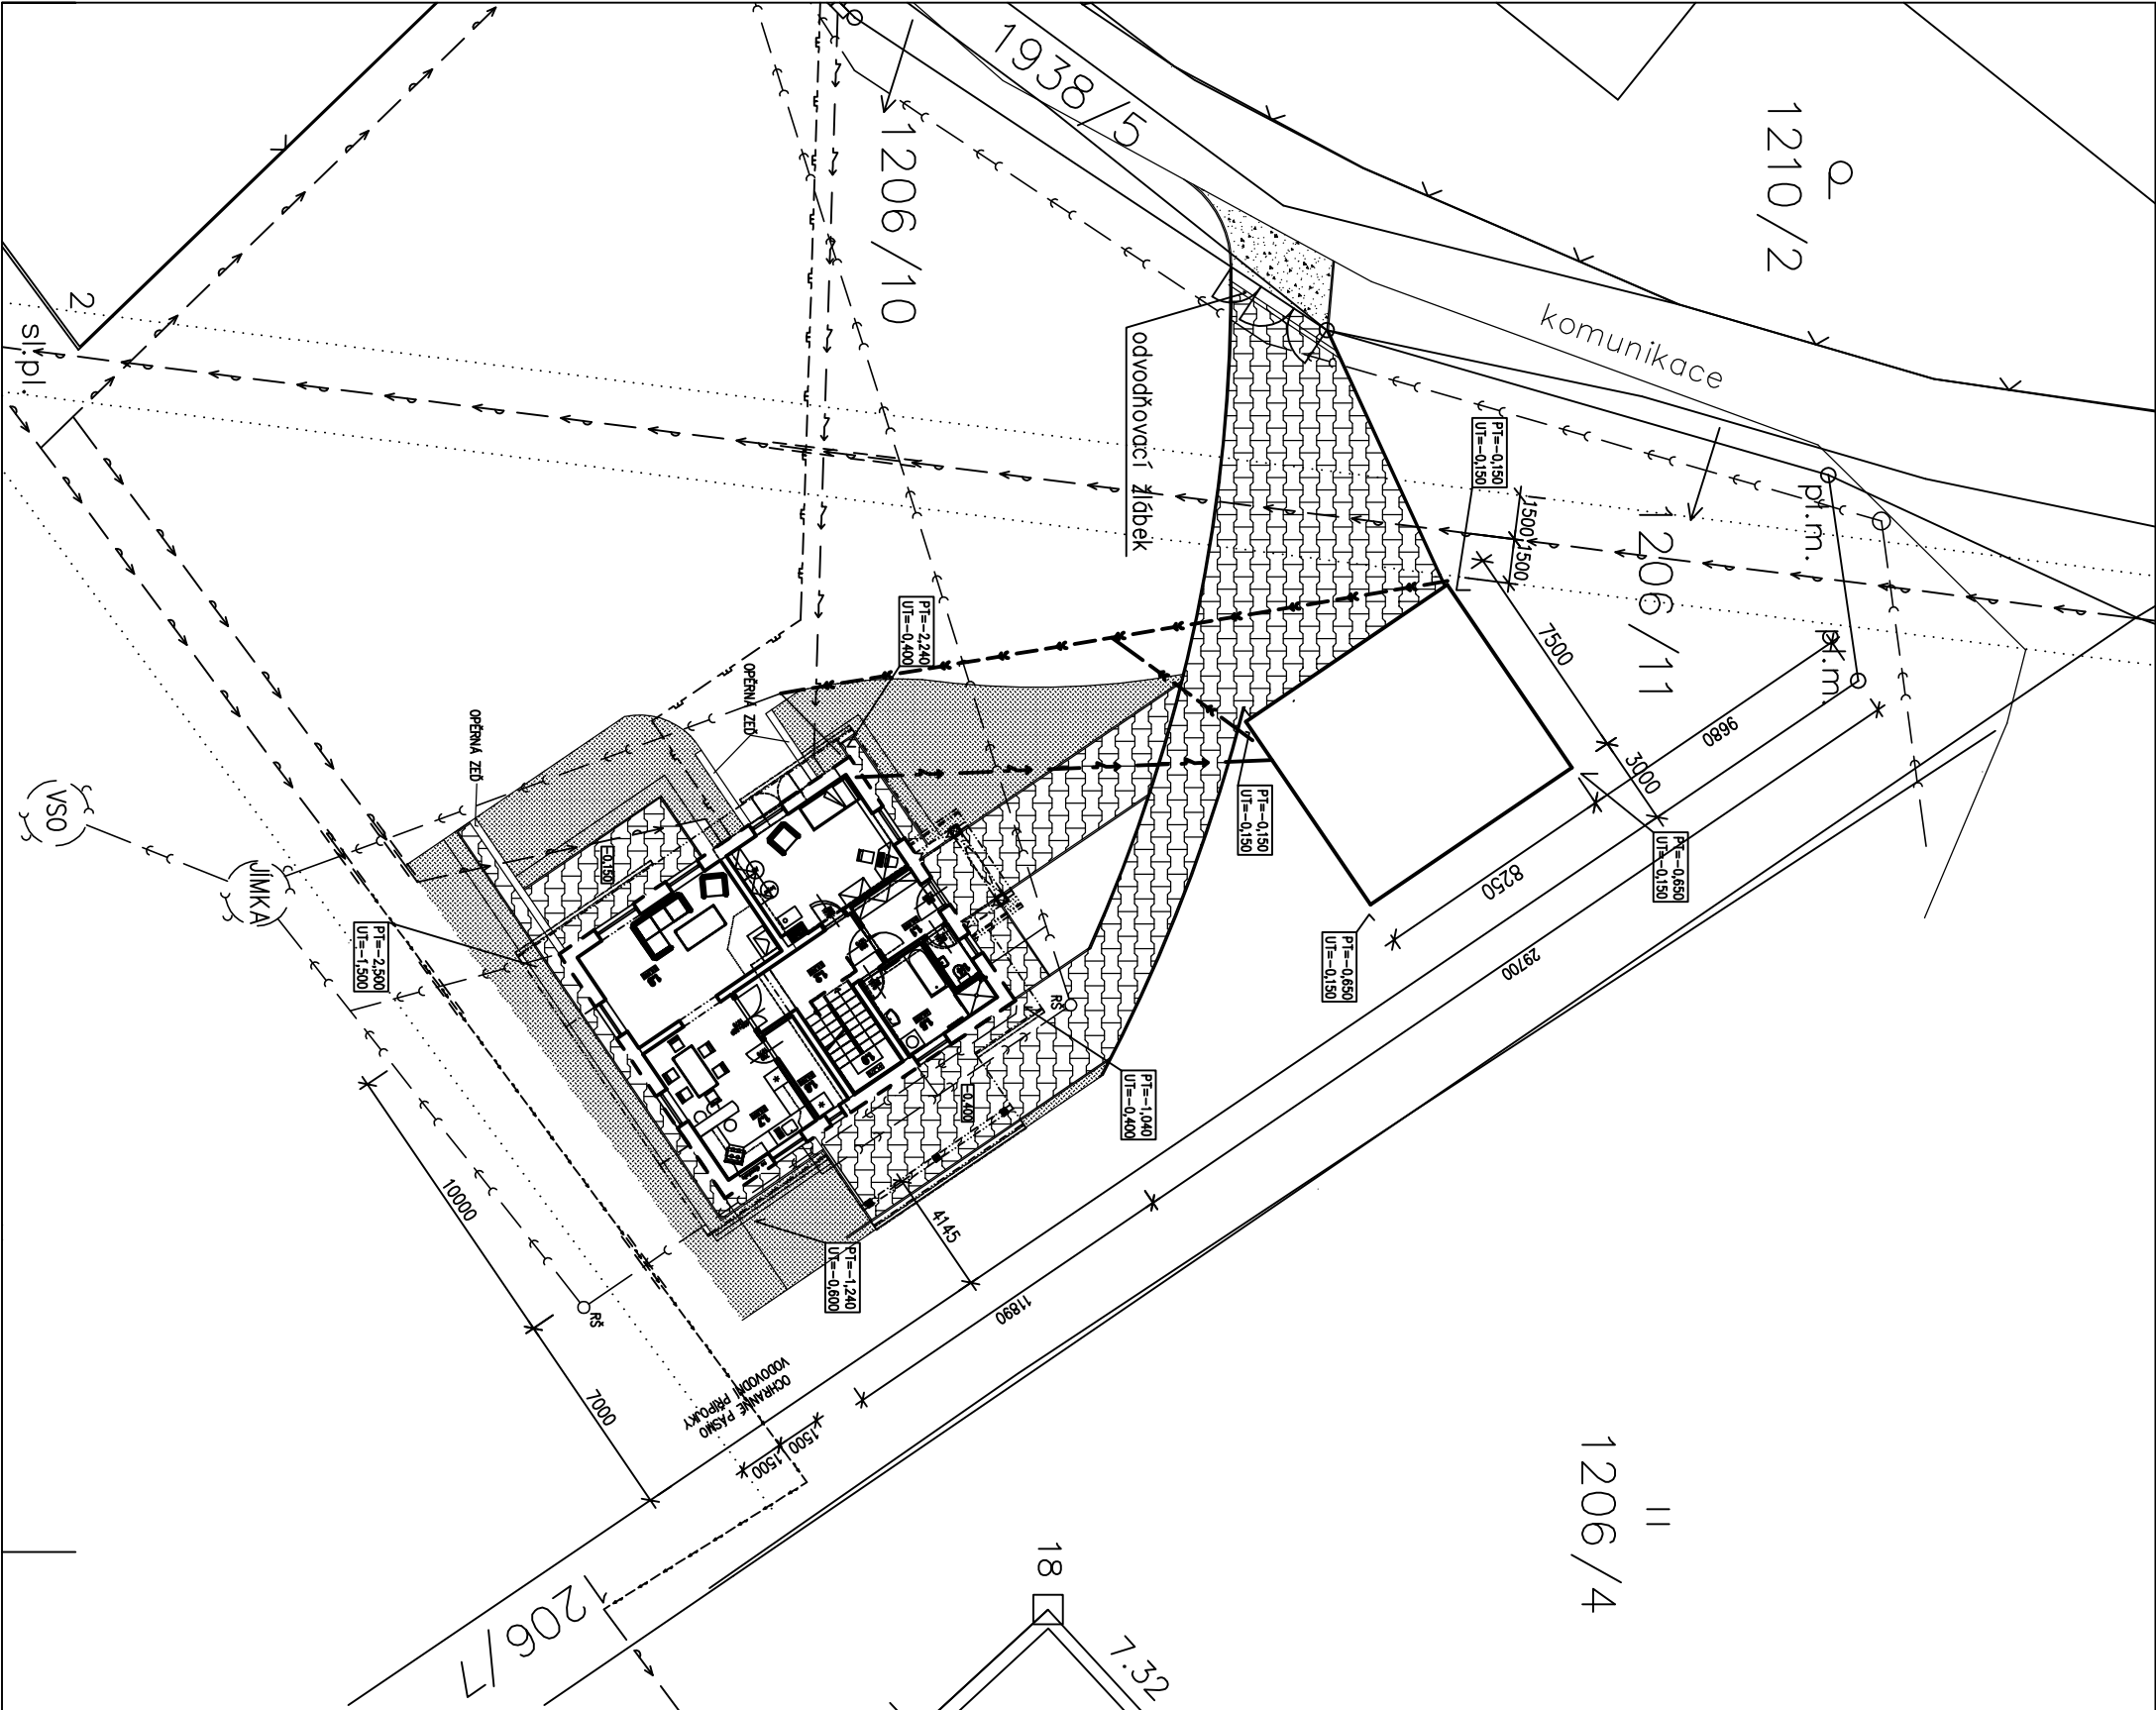 1938/5
1210/2
1206/10
komunikace
odvodňovací žlábek
2
sl.pl.
PT=-0,150
UT=-0,150
1500
1500
1206/11
pl.m.
pl.m.
7500
3000
9680
PT=-2,240
UT=-0,400
OPĚRNÁ ZEĎ
OPĚRNÁ ZEĎ
PT=-0,150
UT=-0,150
PT=-0,650
UT=-0,150
8250
PT=-0,650
UT=-0,150
29700
VSO
JÍMKA
PT=-2,500
UT=-1,500
-0,150
RŠ
-0,400
PT=-1,040
UT=-0,400
4145
PT=-1,240
UT=-0,600
11890
10000
RŠ
7000
OCHRANNÉ PÁSMO
VODOVODNÍ PŘÍPOJKY
1500
1500
1206/4
206/7
18
7.32